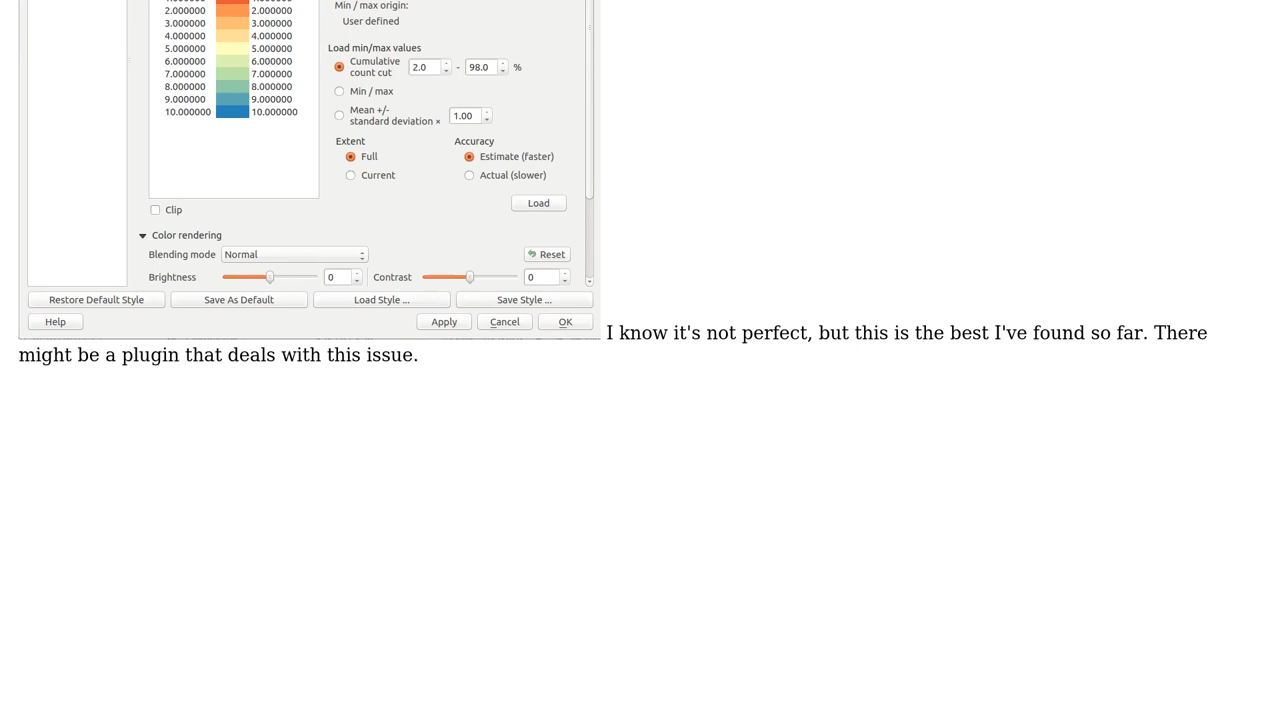 Min / max origin:
2.000000 2.000000
User defined
3.000000 3.000000
4.000000 4.000000
5.000000 5.000000
Load min/max values
6.000000 6.000000
Cumulative
count cut
2.0 - 98.0 %
7.000000 7.000000
8.000000 8.000000
Min / max
9.000000 9.000000
10.000000 10.000000
Mean +/-
standard deviation ×
1.00
Extent
Accuracy
Full
Estimate (faster)
Current
Actual (slower)
Load
Clip
Color rendering
Blending mode Normal Reset
Brightness 0 Contrast 0
Restore Default Style Save As Default Load Style ... Save Style ...
Help Apply Cancel OK
I know it's not perfect, but this is the best I've found so far. There
might be a plugin that deals with this issue.